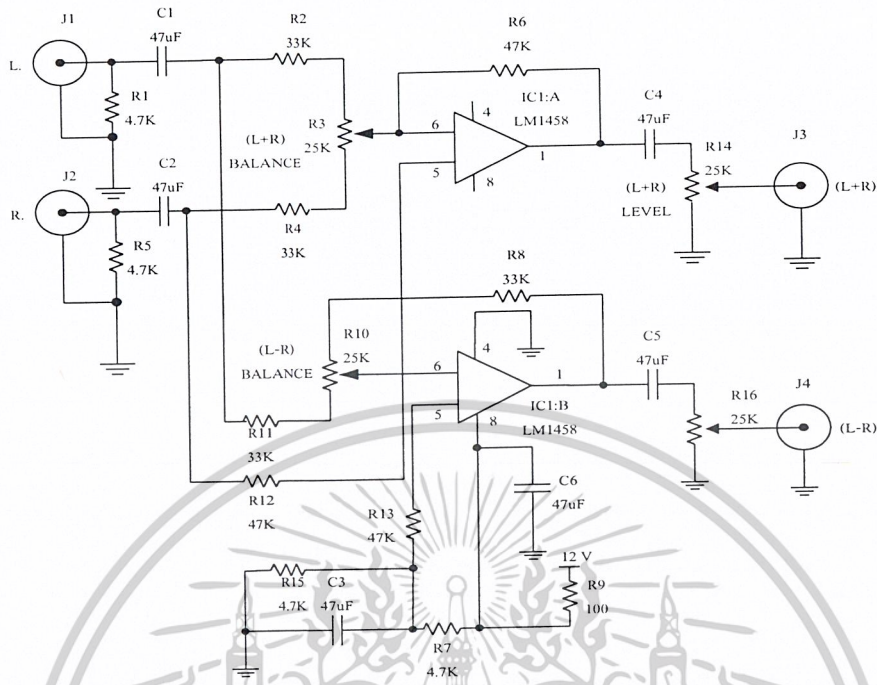 J1
L.
C1
47uF
R1
4.7K
R2
33K
R3
25K
(L+R)
BALANCE
R6
47K
6
5
4
8
1
IC1:A
LM1458
C4
47uF
R14
25K
(L+R)
LEVEL
J3
(L+R)
J2
R.
C2
47uF
R5
4.7K
R4
33K
R8
33K
R10
25K
(L-R)
BALANCE
4
6
5
8
1
IC1:B
LM1458
C5
47uF
R16
25K
J4
(L-R)
R11
33K
R12
47K
R13
47K
C6
47uF
12 V
R9
100
R15
4.7K
C3
47uF
R7
4.7K